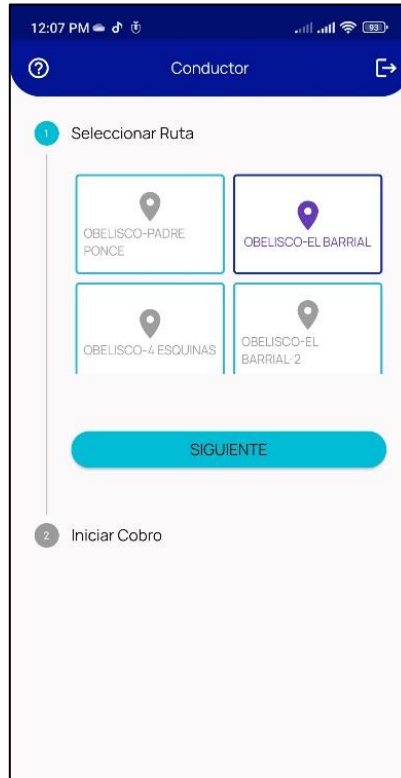 12:07 PM
93
Conductor
1 Seleccionar Ruta
OBELISCO-PADRE
PONCE
OBELISCO-EL BARRIAL
OBELISCO-4 ESQUINAS
OBELISCO-EL
BARRIAL-2
SIGUIENTE
2 Iniciar Cobro